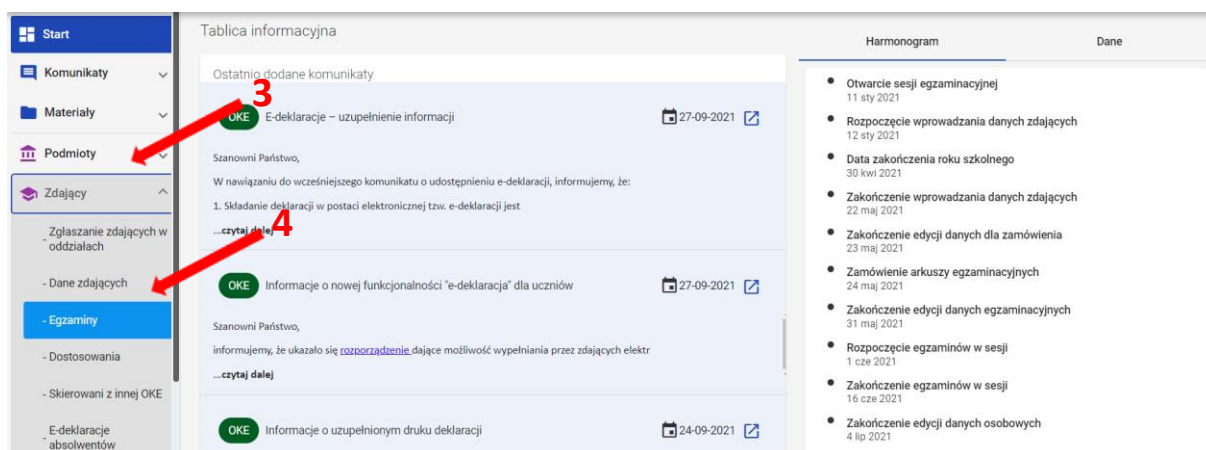 Start
Komunikaty
Materiały
Podmioty
Zdający
- Zgłaszanie zdających w
oddziałach
- Dane zdających
- Egzaminy
- Dostosowania
- Skierowani z innej OKE
- E-deklaracje
absolwentów
3
4
Tablica informacyjna
Ostatnio dodane komunikaty
OKE E-deklaracje – uzupełnienie informacji 27-09-2021
Szanowni Państwo,
W nawiązaniu do wcześniejszego komunikatu o udostępnieniu e-deklaracji, informujemy, że:
1. Składanie deklaracji w postaci elektronicznej tzw. e-deklaracji jest
...czytaj dalej
OKE Informacje o nowej funkcjonalności "e-deklaracja" dla uczniów 27-09-2021
Szanowni Państwo,
informujemy, że ukazało się rozporządzenie dające możliwość wypełniania przez zdających elektr
...czytaj dalej
OKE Informacje o uzupełnionym druku deklaracji 24-09-2021
Harmonogram Dane
Otwarcie sesji egzaminacyjnej
11 sty 2021
Rozpoczęcie wprowadzania danych zdających
12 sty 2021
Data zakończenia roku szkolnego
30 kwi 2021
Zakończenie wprowadzania danych zdających
22 maj 2021
Zakończenie edycji danych dla zamówienia
23 maj 2021
Zamówienie arkuszy egzaminacyjnych
24 maj 2021
Zakończenie edycji danych egzaminacyjnych
31 maj 2021
Rozpoczęcie egzaminów w sesji
1 cze 2021
Zakończenie egzaminów w sesji
16 cze 2021
Zakończenie edycji danych osobowych
4 lip 2021